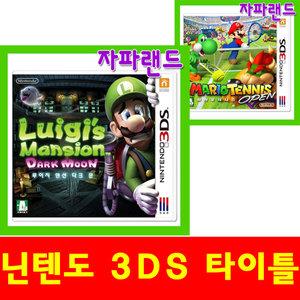 자파랜드
자파랜드
Nintendo
NINTENDO 3DS
Luigi's
Mansion
DARK MOON
루이지 맨션 다크 문
NINTENDO 3DS
MARIO TENNIS
OPEN
닌텐도 3DS 타이틀